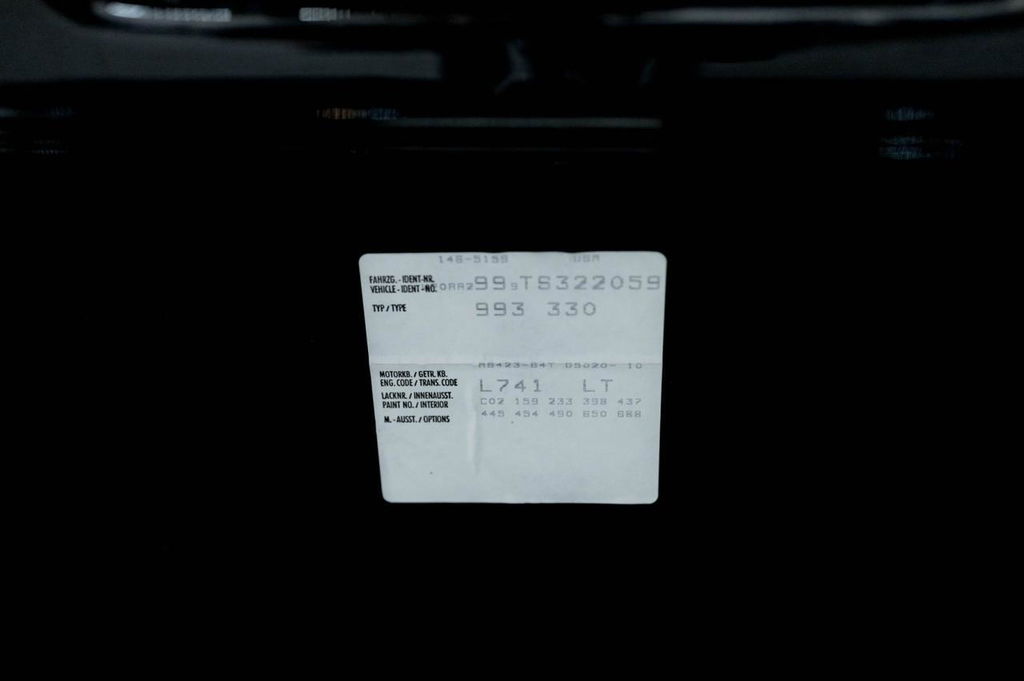 146-5159 USA
FAHRZG. - IDENT-NR.
VEHICLE - IDENT - NO. 99 TS322059
TYP / TYPE 993 330
MOTORKB. / GETR. KB.
ENG. CODE / TRANS. CODE
LACKNR. / INNENAUSST. L741 LT
PAINT NO. / INTERIOR C02 159 233 398 437
M. - AUSST. / OPTIONS 445 454 490 650 688